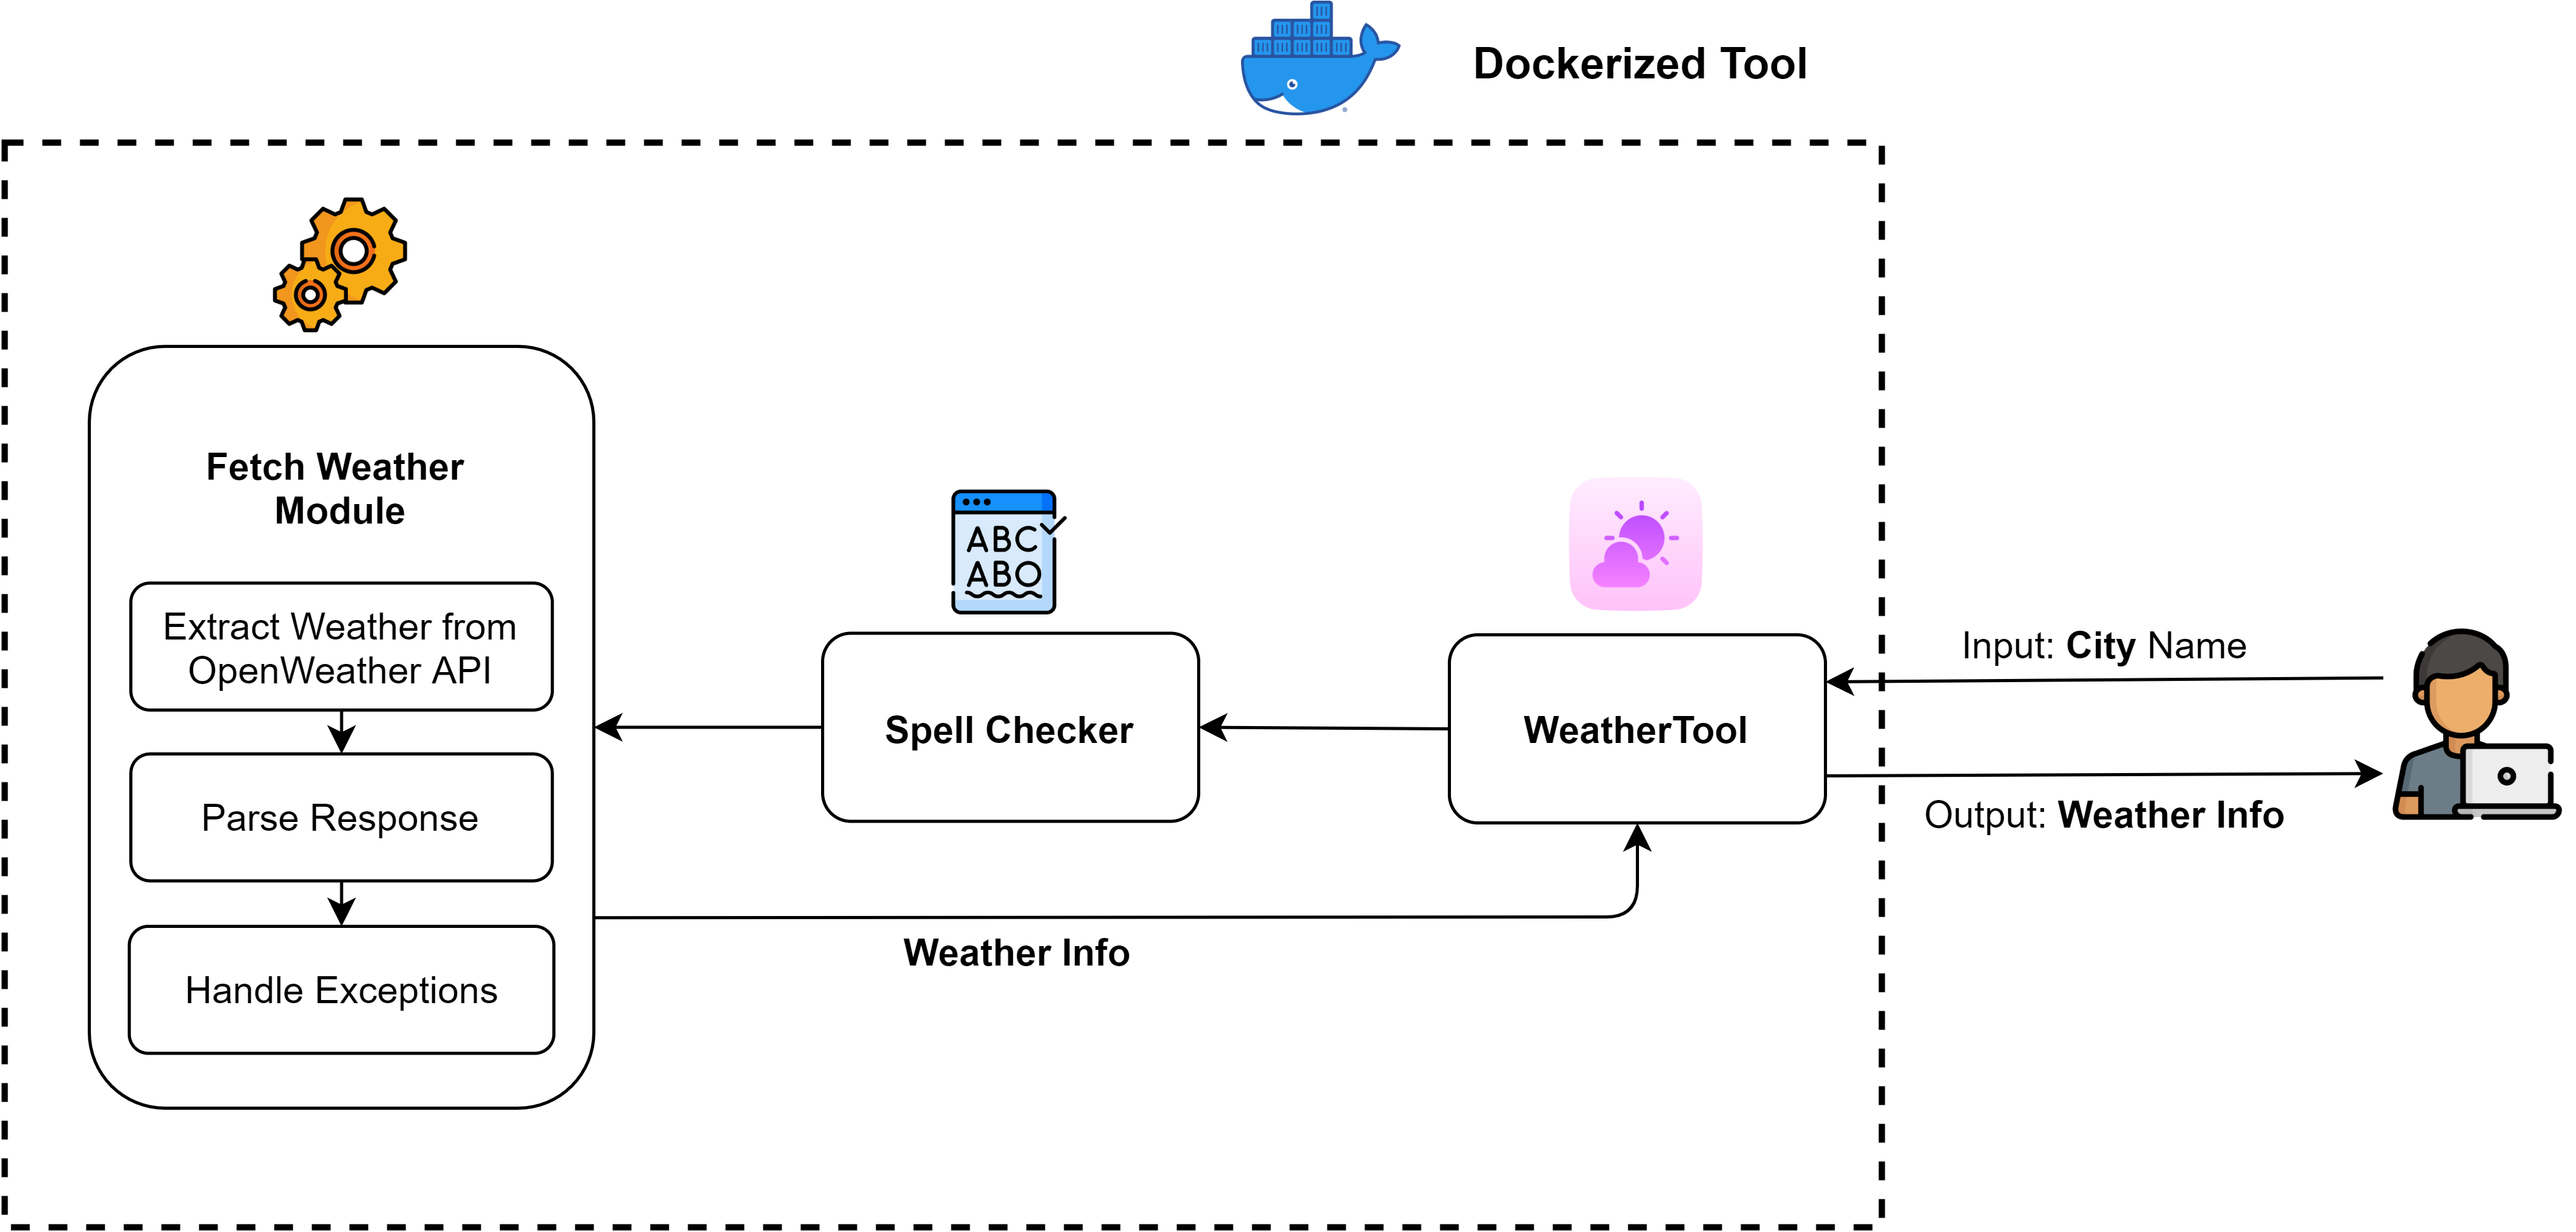 Dockerized Tool
Fetch Weather
Module
Extract Weather from
OpenWeather API
Parse Response
Handle Exceptions
ABC
ABO
Spell Checker
WeatherTool
Weather Info
Input: City Name
Output: Weather Info